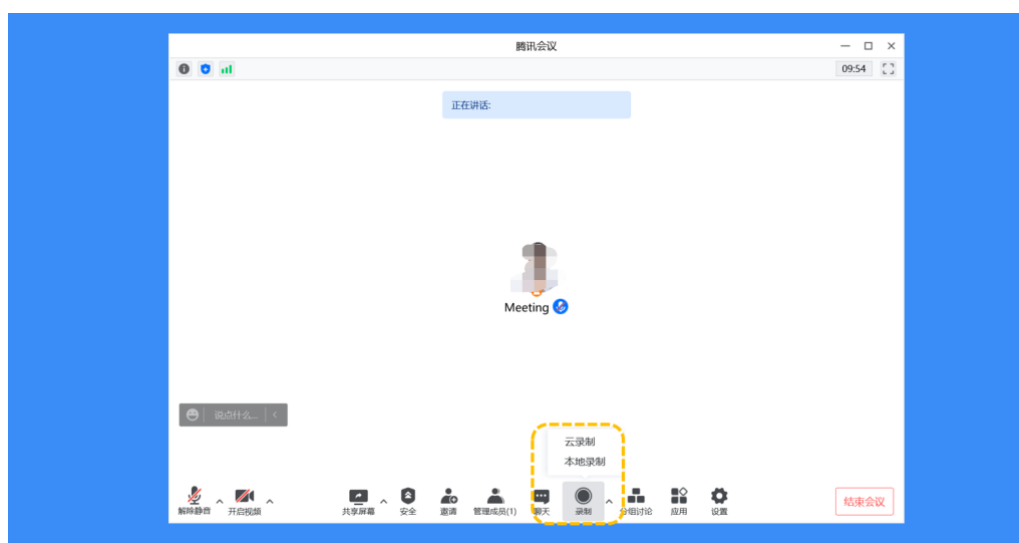 腾讯会议
09:54
正在讲话:
Meeting
说点什么...
云录制
本地录制
解除静音 开启视频 共享屏幕 安全 邀请 管理成员(1) 聊天 录制 分组讨论 应用 设置 结束会议